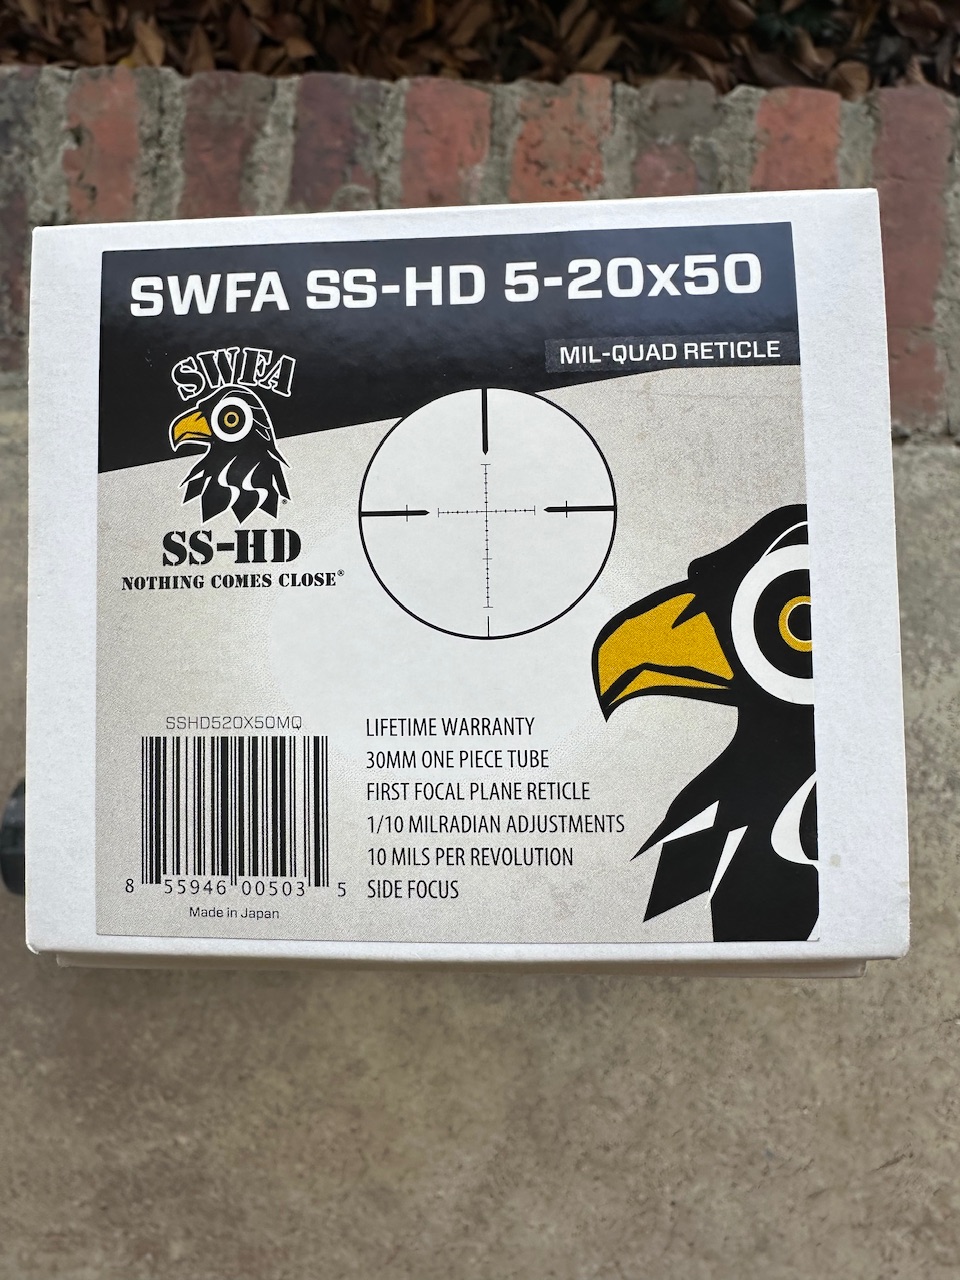 SWFA SS-HD 5-20x50
MIL-QUAD RETICLE
SWFA
SS-HD
NOTHING COMES CLOSE®
SSHD520X50MQ
8 55946 00503 5
Made in Japan
LIFETIME WARRANTY
30MM ONE PIECE TUBE
FIRST FOCAL PLANE RETICLE
1/10 MILRADIAN ADJUSTMENTS
10 MILS PER REVOLUTION
SIDE FOCUS